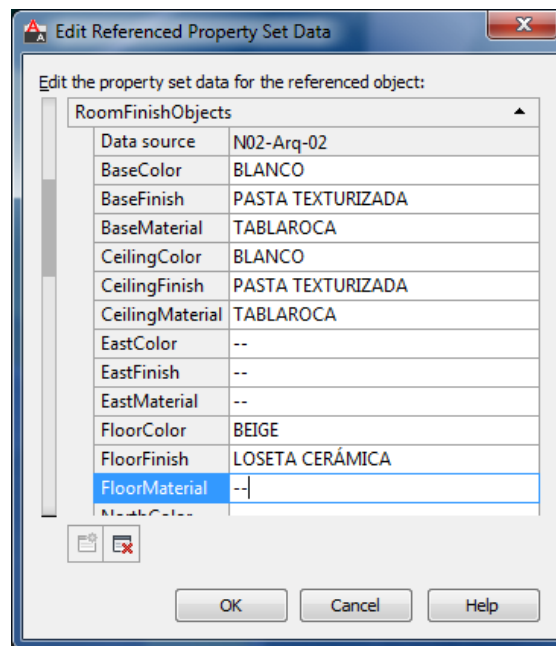 Edit Referenced Property Set Data
Edit the property set data for the referenced object:
RoomFinishObjects
Data source N02-Arq-02
BaseColor BLANCO
BaseFinish PASTA TEXTURIZADA
BaseMaterial TABLAROCA
CeilingColor BLANCO
CeilingFinish PASTA TEXTURIZADA
CeilingMaterial TABLAROCA
EastColor --
EastFinish --
EastMaterial --
FloorColor BEIGE
FloorFinish LOSETA CERÁMICA
FloorMaterial --
NorthColor
OK Cancel Help